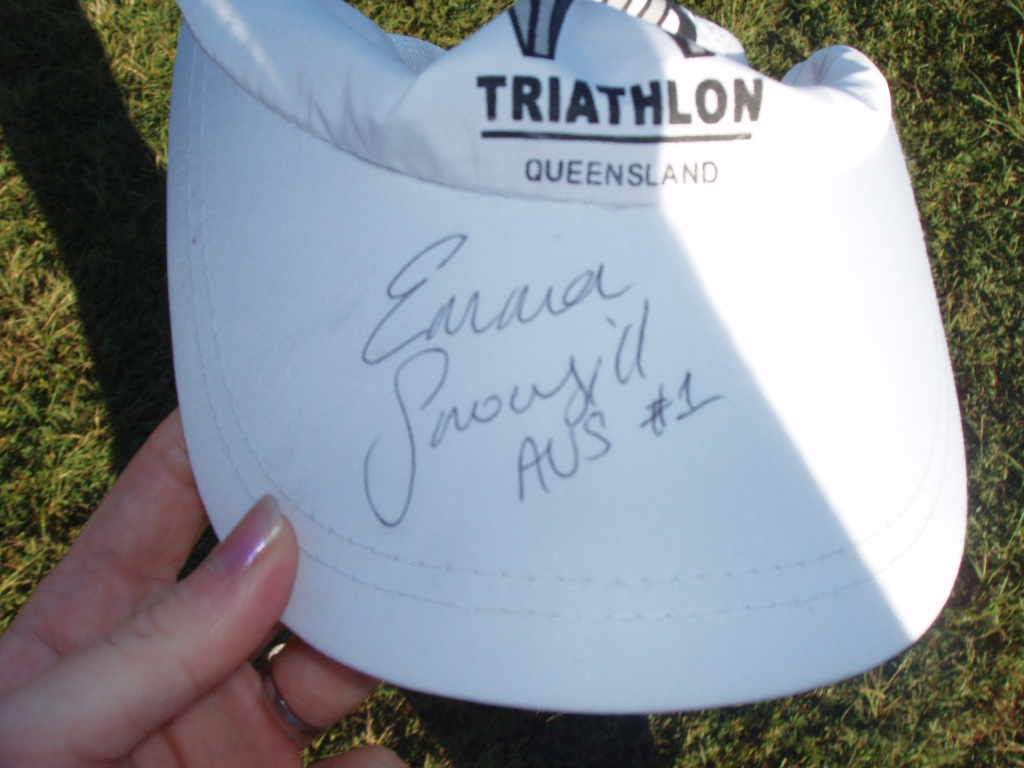 TRIATHLON
QUEENSLAND
Emma
Snowsill
AUS #1